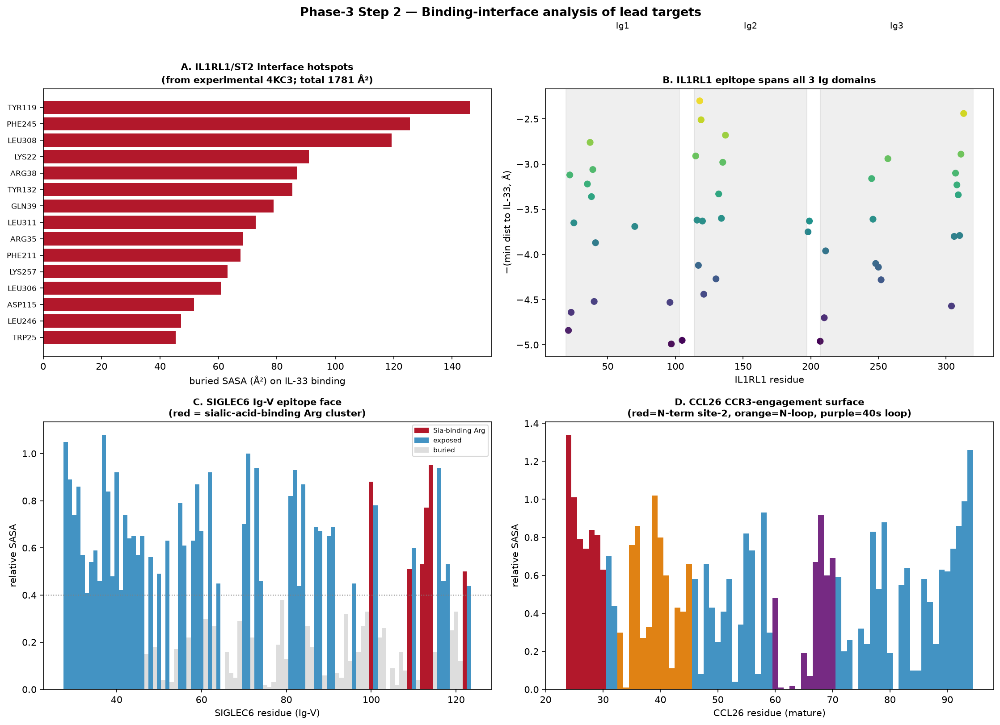 Phase-3 Step 2 — Binding-interface analysis of lead targets
Ig1
Ig2
Ig3
A. IL1RL1/ST2 interface hotspots
(from experimental 4KC3; total 1781 Å²)
TYR119
PHE245
LEU308
LYS22
ARG38
TYR132
GLN39
LEU311
ARG35
PHE211
LYS257
LEU306
ASP115
LEU246
TRP25
0
20
40
60
80
100
120
140
buried SASA (Å²) on IL-33 binding
B. IL1RL1 epitope spans all 3 Ig domains
−(min dist to IL-33, Å)
−2.5
−3.0
−3.5
−4.0
−4.5
−5.0
50
100
150
200
250
300
IL1RL1 residue
C. SIGLEC6 Ig-V epitope face
(red = sialic-acid-binding Arg cluster)
Sia-binding Arg
exposed
buried
relative SASA
1.0
0.8
0.6
0.4
0.2
0.0
40
60
80
100
120
SIGLEC6 residue (Ig-V)
D. CCL26 CCR3-engagement surface
(red=N-term site-2, orange=N-loop, purple=40s loop)
relative SASA
1.4
1.2
1.0
0.8
0.6
0.4
0.2
0.0
20
30
40
50
60
70
80
90
CCL26 residue (mature)